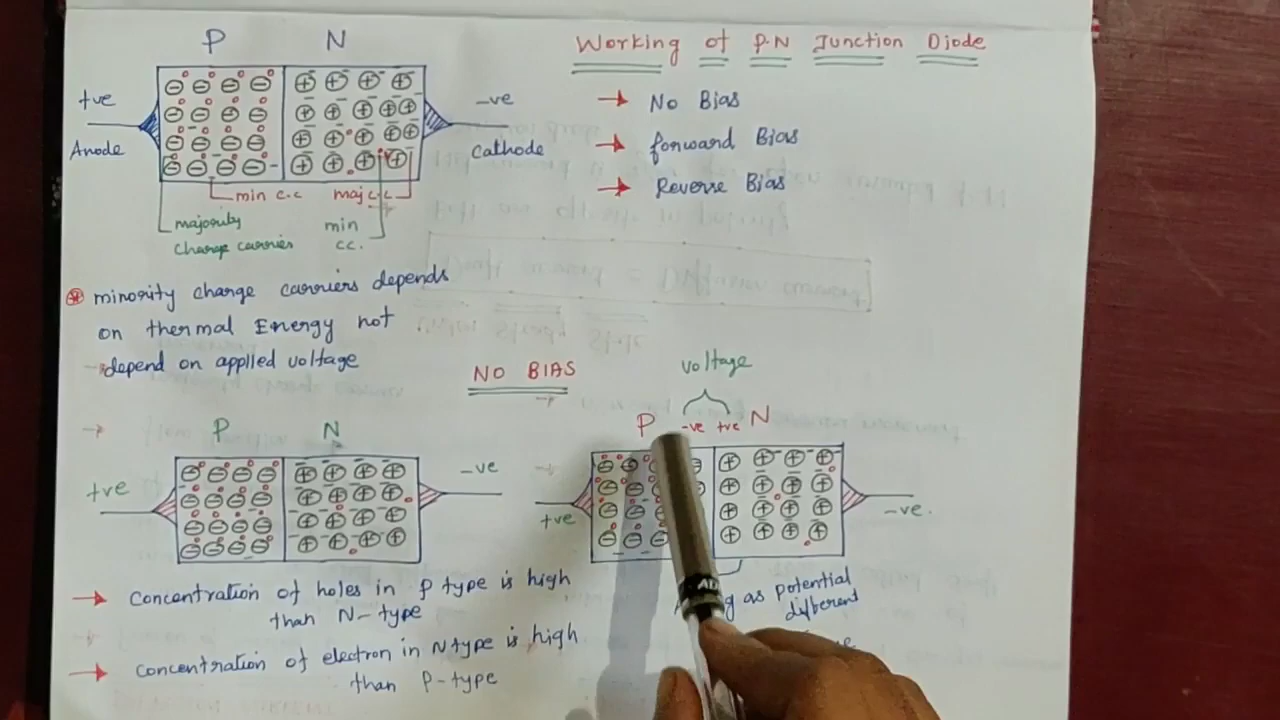 P N
Working of P.N Junction Diode
+ve
-ve
→ No Bias
Anode
Cathode
→ forward Bias
→ Reverse Bias
min c.c
maj c.c
majority
charge carrier
min
cc.
minority charge carriers depends
on thermal Energy not
depend on applied voltage
NO BIAS
voltage
P N
P -ve +ve N
+ve
-ve
+ve
-ve.
→ Concentration of holes in P type is high
than N-type
→ concentration of electron in N type is high
than P-type
as potential
different